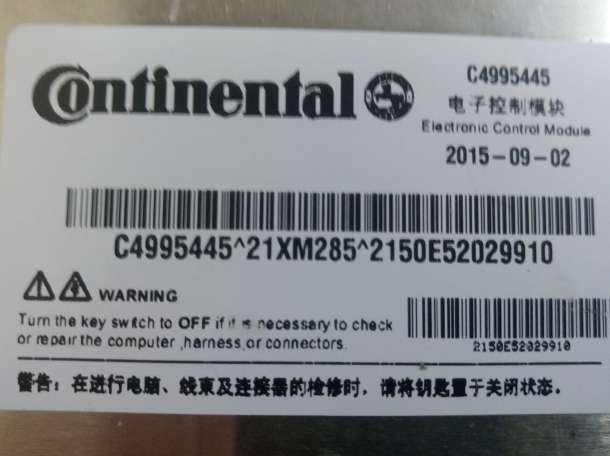 Continental
C4995445
电子控制模块
Electronic Control Module
2015-09-02
C4995445^21XM285^2150E52029910
WARNING
Turn the key switch to OFF if it is necessary to check
or repair the computer ,harness,or connectors.
2150E52029910
警告：在进行电脑、线束及连接器的检修时，请将钥匙置于关闭状态。